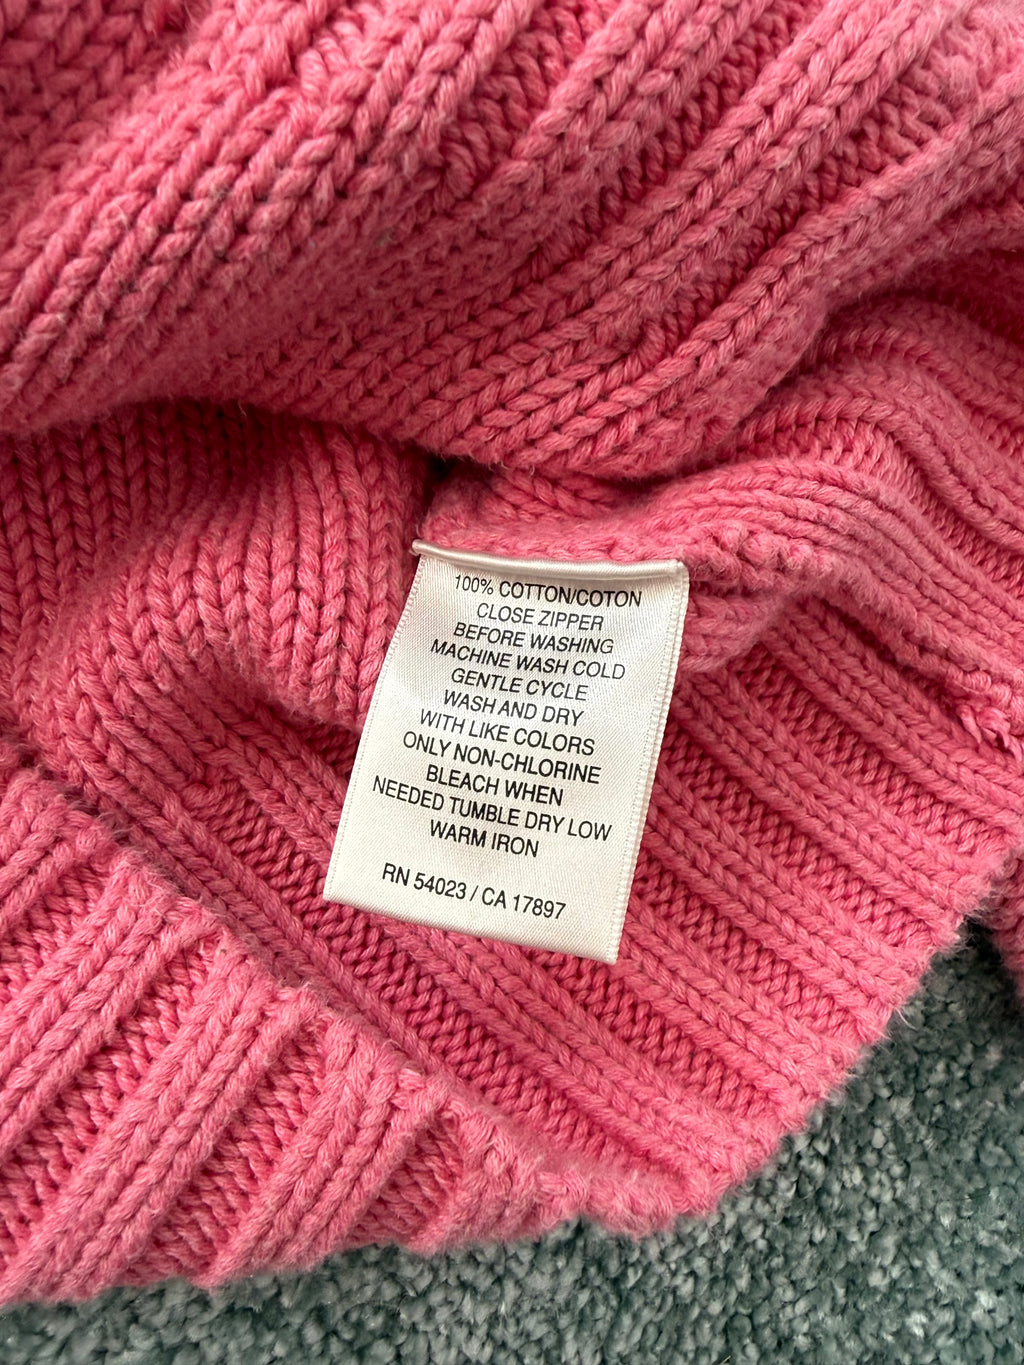 100% COTTON/COTON
CLOSE ZIPPER
BEFORE WASHING
MACHINE WASH COLD
GENTLE CYCLE
WASH AND DRY
WITH LIKE COLORS
ONLY NON-CHLORINE
BLEACH WHEN
NEEDED TUMBLE DRY LOW
WARM IRON
RN 54023 / CA 17897